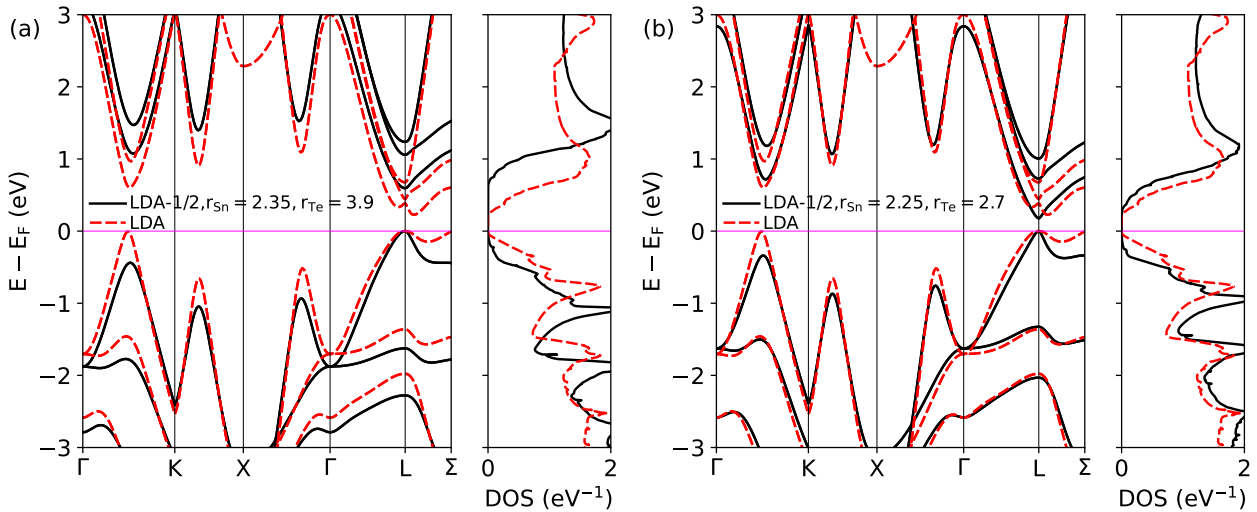 (a)
E − E_F (eV)
3
2
1
0
−1
−2
−3
LDA-1/2,r_Sn = 2.35, r_Te = 3.9
LDA
Γ K X Γ L Σ
0 2
DOS (eV⁻¹)
(b)
E − E_F (eV)
3
2
1
0
−1
−2
−3
LDA-1/2,r_Sn = 2.25, r_Te = 2.7
LDA
Γ K X Γ L Σ
0 2
DOS (eV⁻¹)